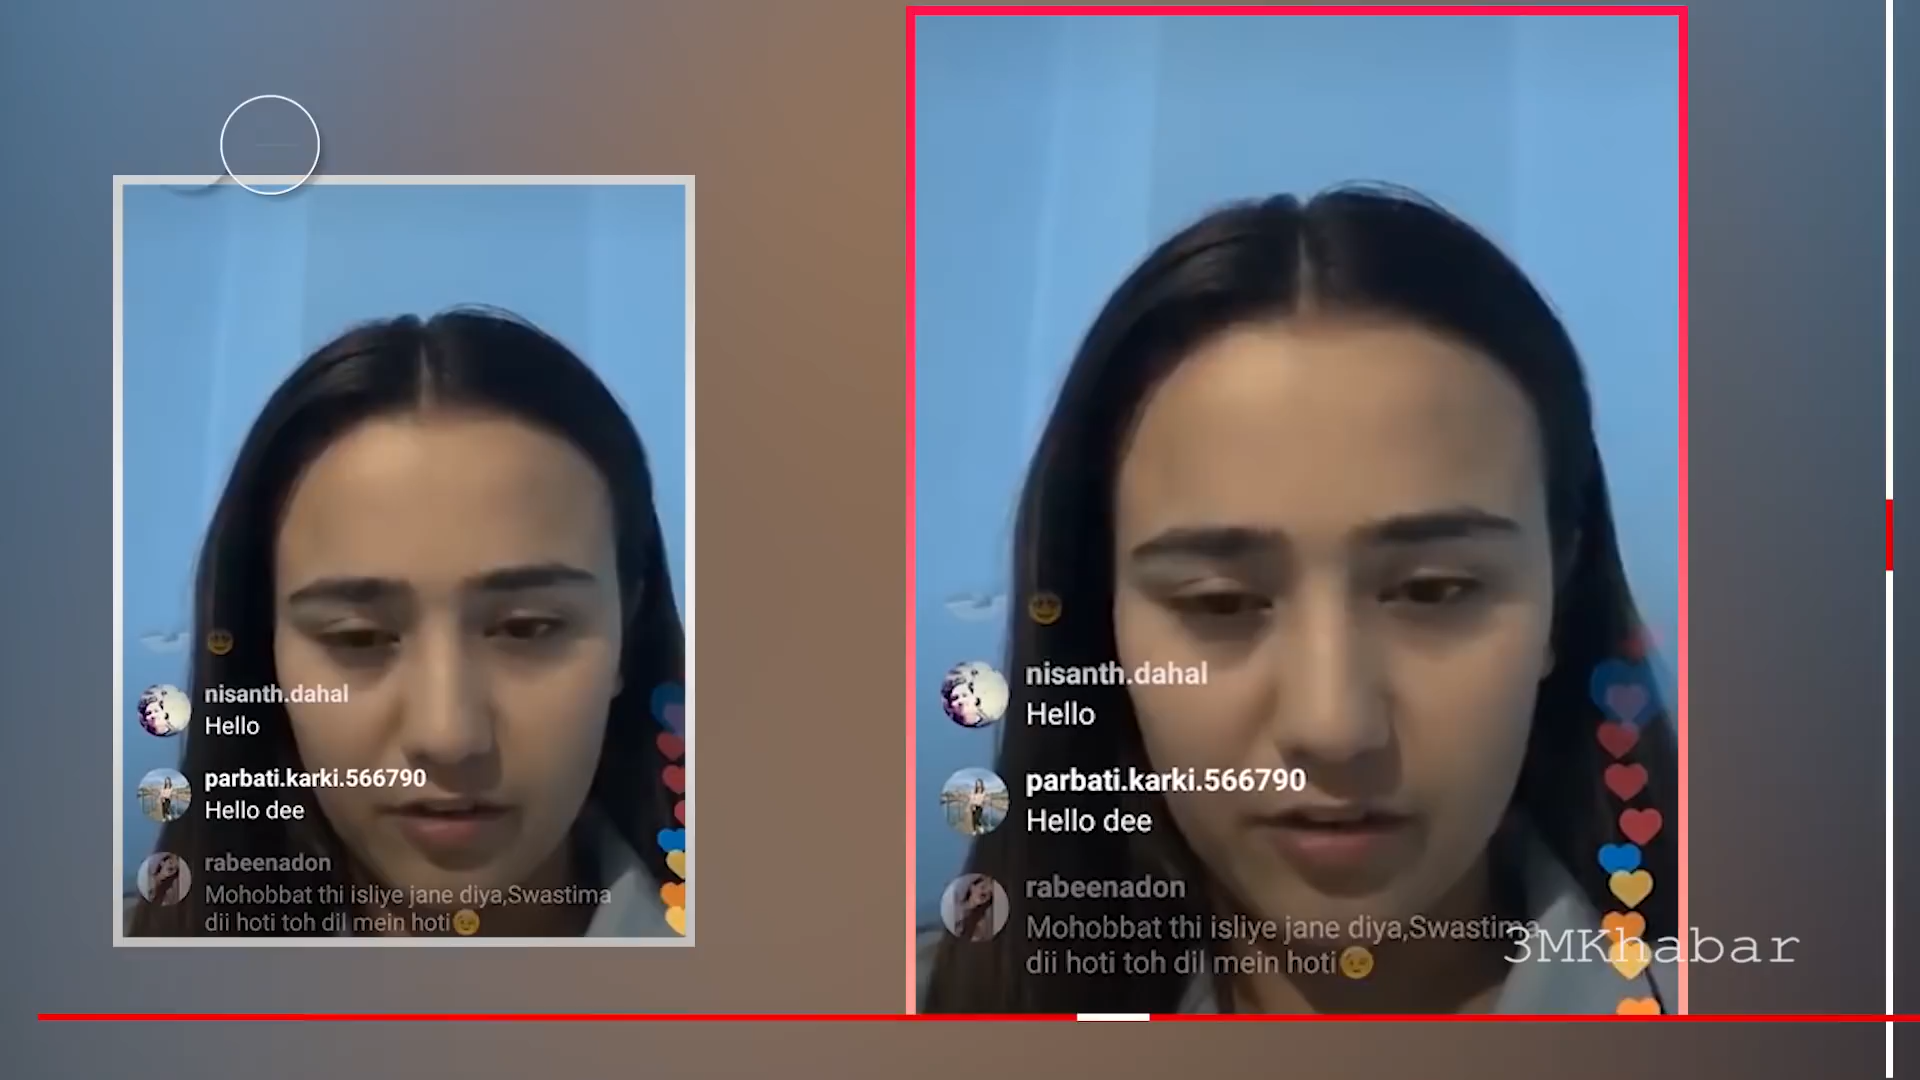 nisanth.dahal
Hello
parbati.karki.566790
Hello dee
rabeenadon
Mohobbat thi isliye jane diya,Swastima
dii hoti toh dil mein hoti😉
nisanth.dahal
Hello
parbati.karki.566790
Hello dee
rabeenadon
Mohobbat thi isliye jane diya,Swastima
dii hoti toh dil mein hoti😉
3MKhabar